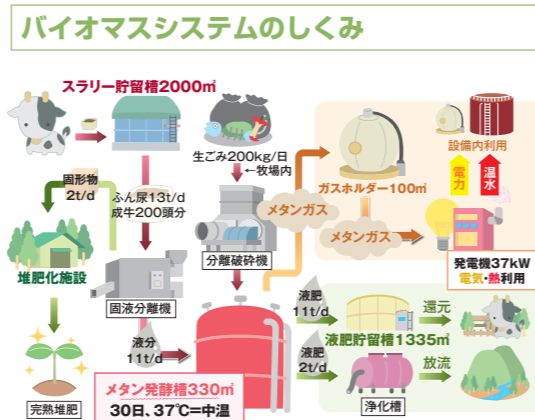 バイオマスシステムのしくみ
スラリー貯留槽2000㎥
生ごみ200kg/日
←牧場内
固形物
2t/d
ふん尿13t/d
成牛200頭分
堆肥化施設
固液分離機
分離破砕機
液分
11t/d
完熟堆肥
メタン発酵槽330㎥
30日、37℃=中温
メタンガス
ガスホルダー100㎥
メタンガス
設備内利用
電力
温水
発電機37kW
電気・熱利用
液肥
11t/d
液肥貯留槽1335㎥
還元
液肥
2t/d
浄化槽
放流